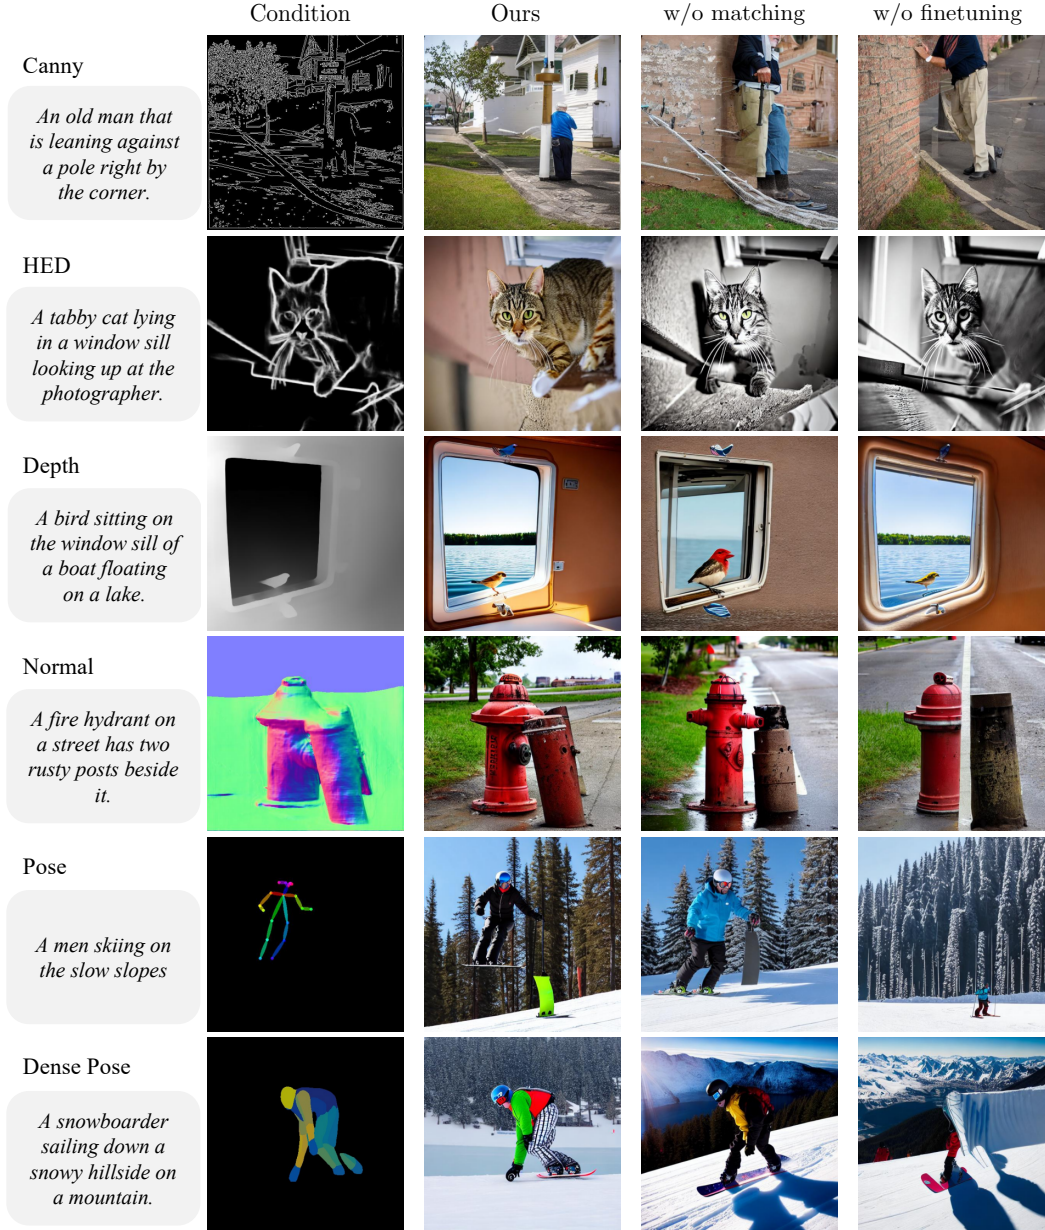 Condition Ours w/o matching w/o finetuning
Canny
An old man that
is leaning against
a pole right by
the corner.
HED
A tabby cat lying
in a window sill
looking up at the
photographer.
Depth
A bird sitting on
the window sill of
a boat floating
on a lake.
Normal
A fire hydrant on
a street has two
rusty posts beside
it.
Pose
A men skiing on
the slow slopes
Dense Pose
A snowboarder
sailing down a
snowy hillside on
a mountain.